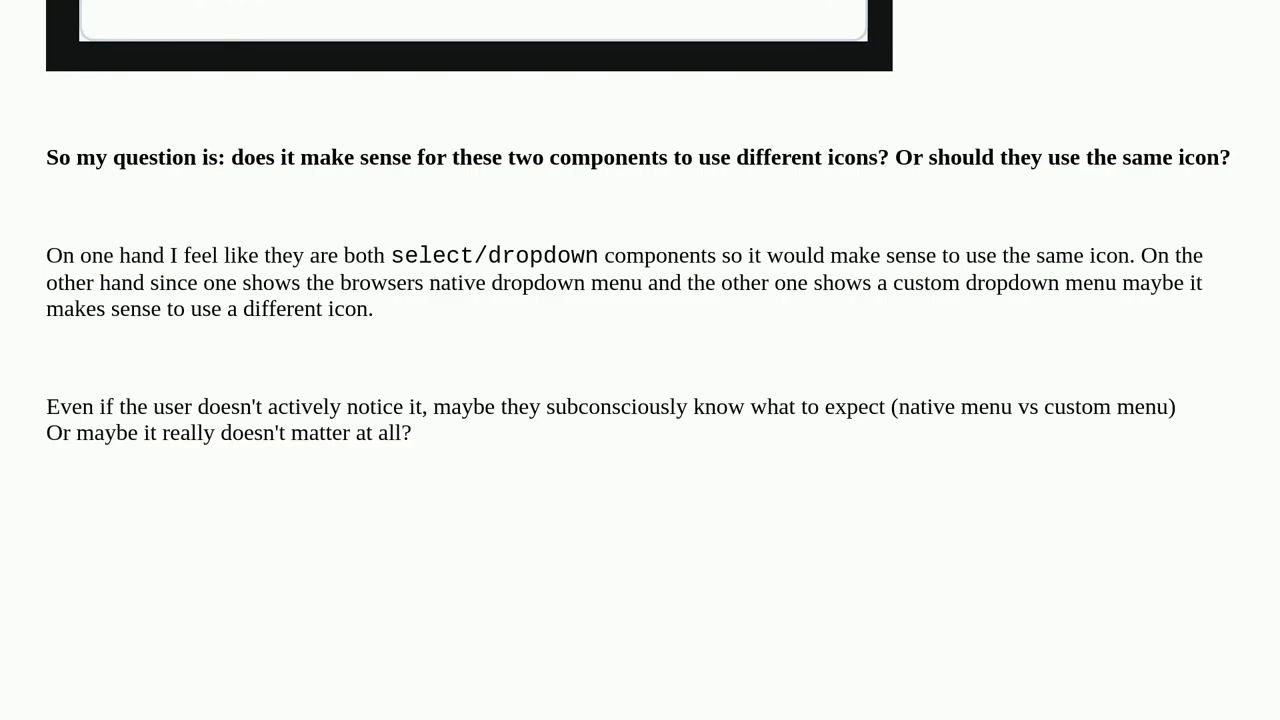 So my question is: does it make sense for these two components to use different icons? Or should they use the same icon?
On one hand I feel like they are both select/dropdown components so it would make sense to use the same icon. On the
other hand since one shows the browsers native dropdown menu and the other one shows a custom dropdown menu maybe it
makes sense to use a different icon.
Even if the user doesn't actively notice it, maybe they subconsciously know what to expect (native menu vs custom menu)
Or maybe it really doesn't matter at all?